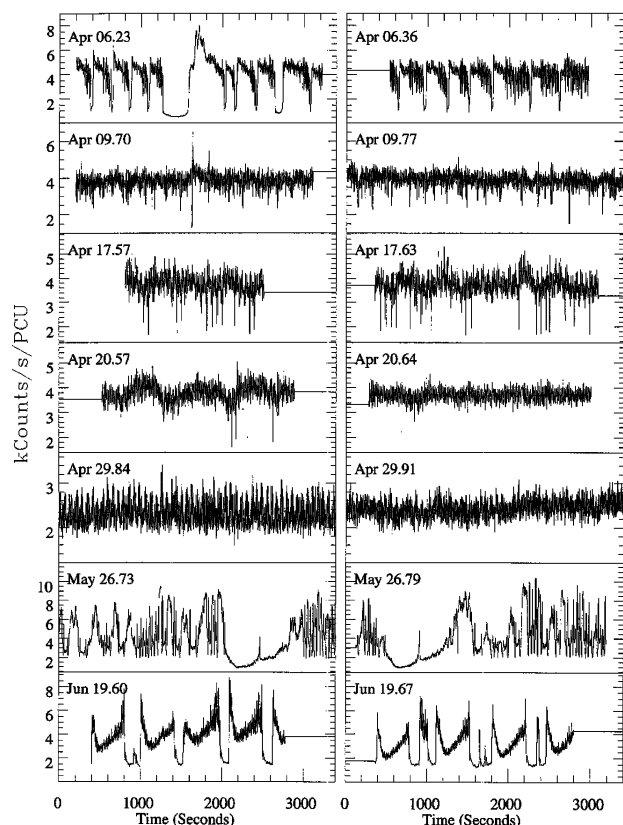 Apr 06.23
Apr 06.36
8
6
4
2
Apr 09.70
Apr 09.77
6
4
2
Apr 17.57
Apr 17.63
5
4
3
2
kCounts/s/PCU
Apr 20.57
Apr 20.64
5
4
3
2
Apr 29.84
Apr 29.91
3
2
May 26.73
May 26.79
10
8
6
4
2
Jun 19.60
Jun 19.67
8
6
4
2
0 1000 2000 3000
0 1000 2000 3000
Time (Seconds)
Time (Seconds)